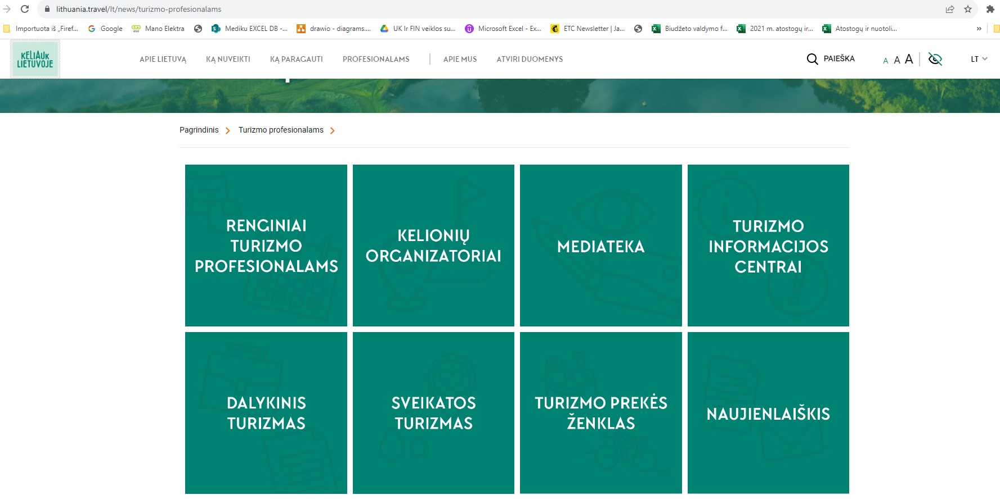 lithuania.travel/lt/news/turizmo-profesionalams
Importuota iš „Firef... Google Mano Elektra Mediku EXCEL DB -... drawio - diagrams.... UK Ir FIN veiklos su... Microsoft Excel - Ex... ETC Newsletter | Ja... Biudžeto valdymo f... 2021 m. atostogų ir... Atostogų ir nuotoli... »
KELIAUK
LIETUVOJE
APIE LIETUVĄ KĄ NUVEIKTI KĄ PARAGAUTI PROFESIONALAMS | APIE MUS ATVIRI DUOMENYS PAIEŠKA A A A LT
Pagrindinis Turizmo profesionalams
RENGINIAI
TURIZMO
PROFESIONALAMS
KELIONIŲ
ORGANIZATORIAI
MEDIATEKA
TURIZMO
INFORMACIJOS
CENTRAI
DALYKINIS
TURIZMAS
SVEIKATOS
TURIZMAS
TURIZMO PREKĖS
ŽENKLAS
NAUJIENLAIŠKIS